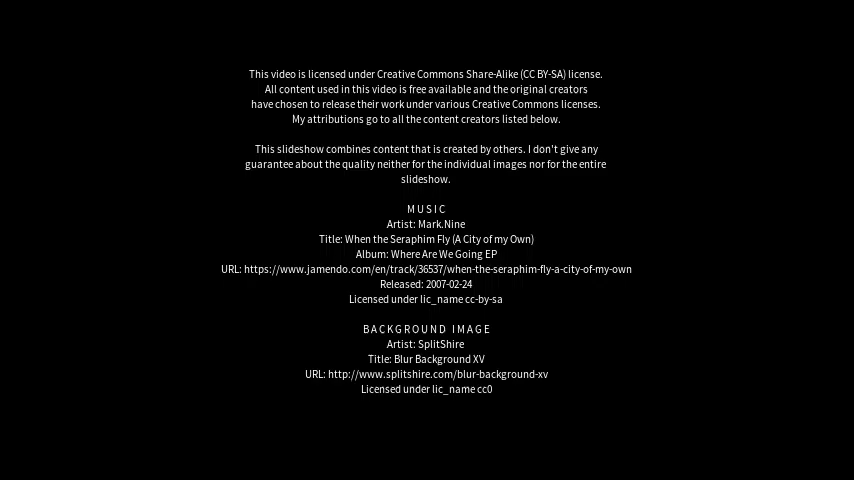 This video is licensed under Creative Commons Share-Alike (CC BY-SA) license.
All content used in this video is free available and the original creators
have chosen to release their work under various Creative Commons licenses.
My attributions go to all the content creators listed below.
This slideshow combines content that is created by others. I don't give any
guarantee about the quality neither for the individual images nor for the entire
slideshow.
MUSIC
Artist: Mark.Nine
Title: When the Seraphim Fly (A City of my Own)
Album: Where Are We Going EP
URL: https://www.jamendo.com/en/track/36537/when-the-seraphim-fly-a-city-of-my-own
Released: 2007-02-24
Licensed under lic_name cc-by-sa
BACKGROUND IMAGE
Artist: SplitShire
Title: Blur Background XV
URL: http://www.splitshire.com/blur-background-xv
Licensed under lic_name cc0